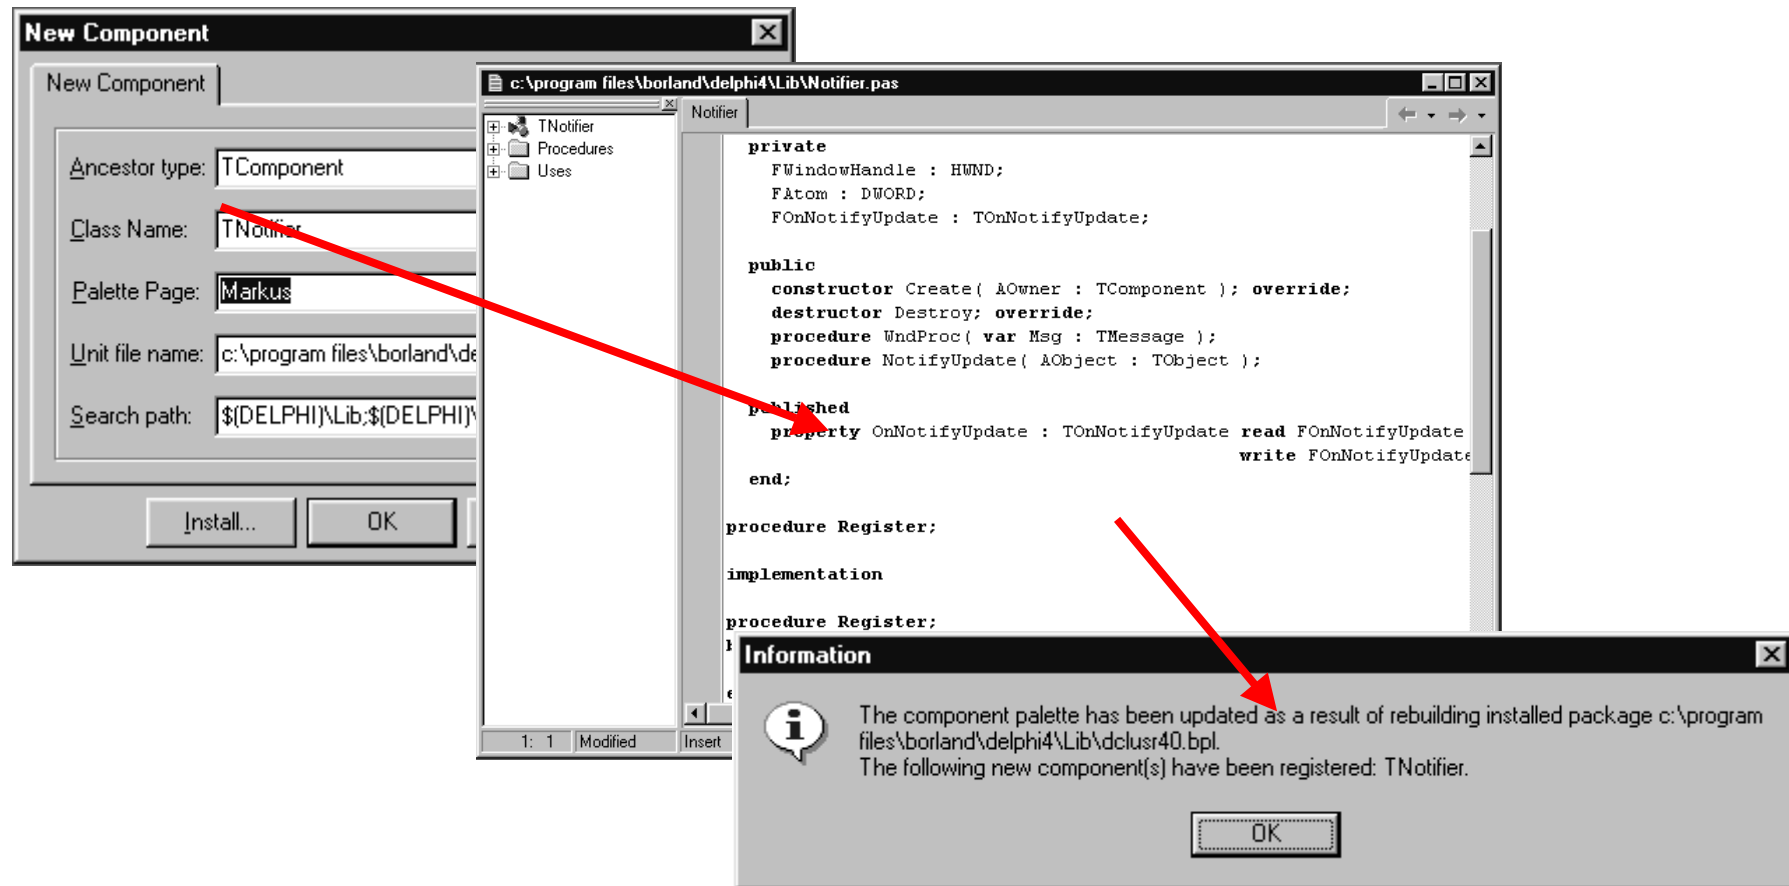 New Component
New Component
Ancestor type: TComponent
Class Name: TNotifier
Palette Page: Markus
Unit file name: c:\program files\borland\de
Search path: $(DELPHI)\Lib;$(DELPHI)\
Install... OK
c:\program files\borland\delphi4\Lib\Notifier.pas
TNotifier
Procedures
Uses
Notifier
private
FWindowHandle : HWND;
FAtom : DWORD;
FOnNotifyUpdate : TOnNotifyUpdate;
public
constructor Create( AOwner : TComponent ); override;
destructor Destroy; override;
procedure WndProc( var Msg : TMessage );
procedure NotifyUpdate( AObject : TObject );
published
property OnNotifyUpdate : TOnNotifyUpdate read FOnNotifyUpdate
write FOnNotifyUpdate
end;
procedure Register;
implementation
procedure Register;
1: 1 Modified Insert
Information
The component palette has been updated as a result of rebuilding installed package c:\program
files\borland\delphi4\Lib\dclusr40.bpl.
The following new component(s) have been registered: TNotifier.
OK